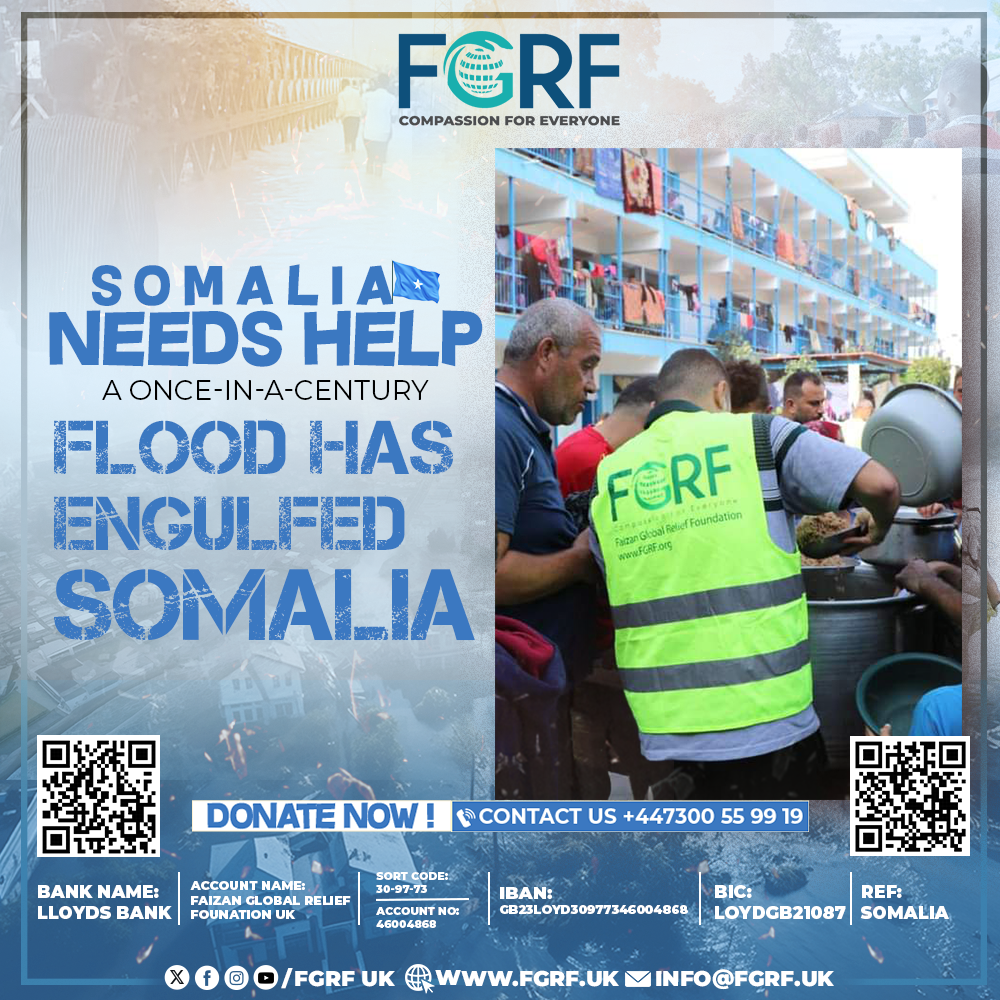 FGRF
COMPASSION FOR EVERYONE
SOMALIA
NEEDS HELP
A ONCE-IN-A-CENTURY
FLOOD HAS
ENGULFED
SOMALIA
FGRF
Compassion for Everyone
Faizan Global Relief Foundation
www.FGRF.org
DONATE NOW !
CONTACT US +447300 55 99 19
BANK NAME:
LLOYDS BANK
ACCOUNT NAME:
FAIZAN GLOBAL RELIEF
FOUNATION UK
SORT CODE:
30-97-73
ACCOUNT NO:
46004868
IBAN:
GB23LOYD30977346004868
BIC:
LOYDGB21087
REF:
SOMALIA
/FGRF UK WWW.FGRF.UK INFO@FGRF.UK